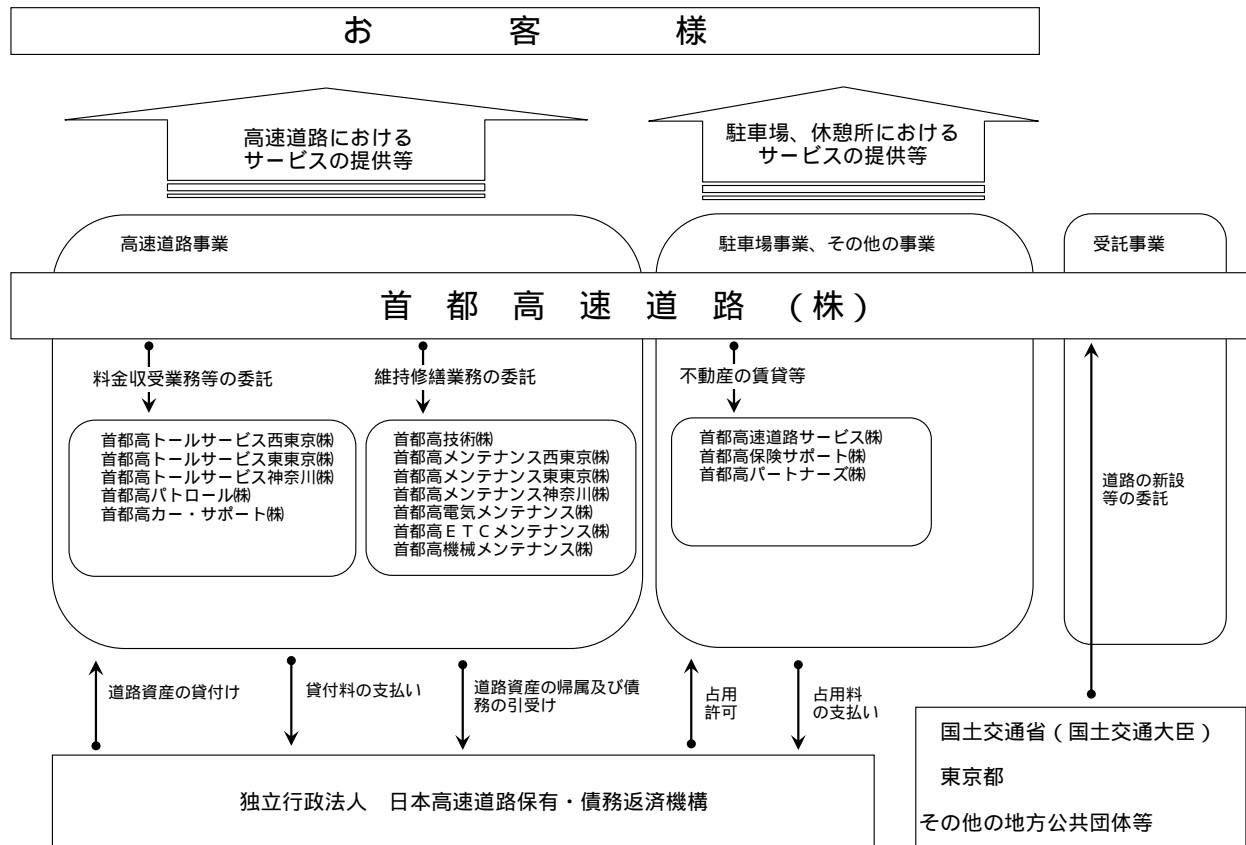 お客様
高速道路における
サービスの提供等
駐車場、休憩所における
サービスの提供等
高速道路事業
駐車場事業、その他の事業
受託事業
首都高速道路（株）
料金収受業務等の委託
維持修繕業務の委託
不動産の賃貸等
首都高トールサービス西東京㈱
首都高トールサービス東東京㈱
首都高トールサービス神奈川㈱
首都高パトロール㈱
首都高カー・サポート㈱
首都高技術㈱
首都高メンテナンス西東京㈱
首都高メンテナンス東東京㈱
首都高メンテナンス神奈川㈱
首都高電気メンテナンス㈱
首都高ＥＴＣメンテナンス㈱
首都高機械メンテナンス㈱
首都高速道路サービス㈱
首都高保険サポート㈱
首都高パートナーズ㈱
道路の新設
等の委託
道路資産の貸付け
貸付料の支払い
道路資産の帰属及び債
務の引受け
占用
許可
占用料
の支払い
独立行政法人　日本高速道路保有・債務返済機構
国土交通省（国土交通大臣）
東京都
その他の地方公共団体等